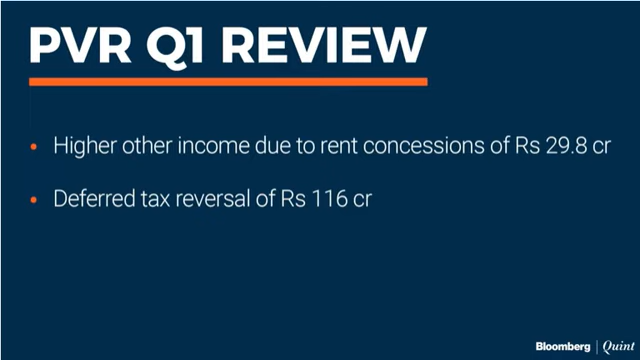 PVR Q1 REVIEW
• Higher other income due to rent concessions of Rs 29.8 cr
• Deferred tax reversal of Rs 116 cr
Bloomberg | Quint